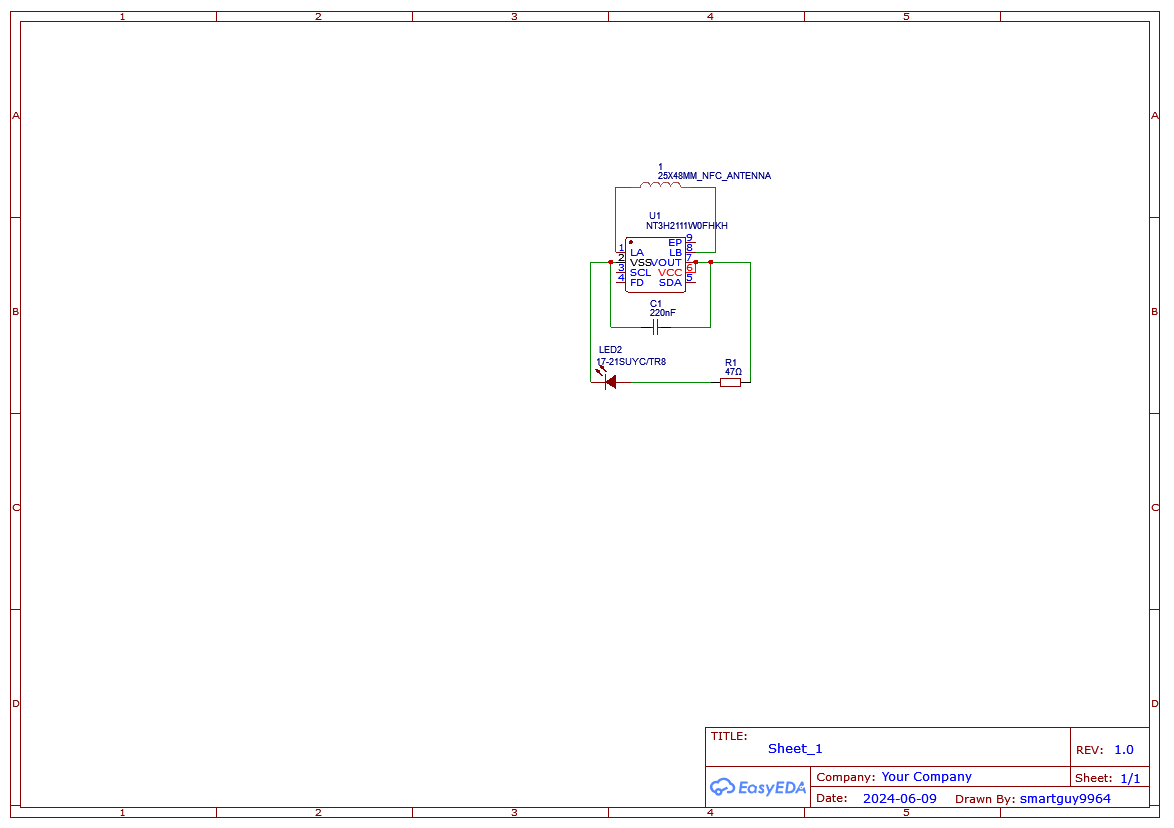 1 2 3 4 5
A A
1
25X48MM_NFC_ANTENNA
U1
NT3H2111W0FHKH
EP 9
1 LA LB 8
2 VSS VOUT 7
3 SCL VCC 6
4 FD SDA 5
B B
C1
220nF
LED2
17-21SUYC/TR8
R1
47Ω
C C
D D
TITLE:
Sheet_1
REV: 1.0
EasyEDA
Company: Your Company
Sheet: 1/1
Date: 2024-06-09 Drawn By: smartguy9964
1 2 3 4 5